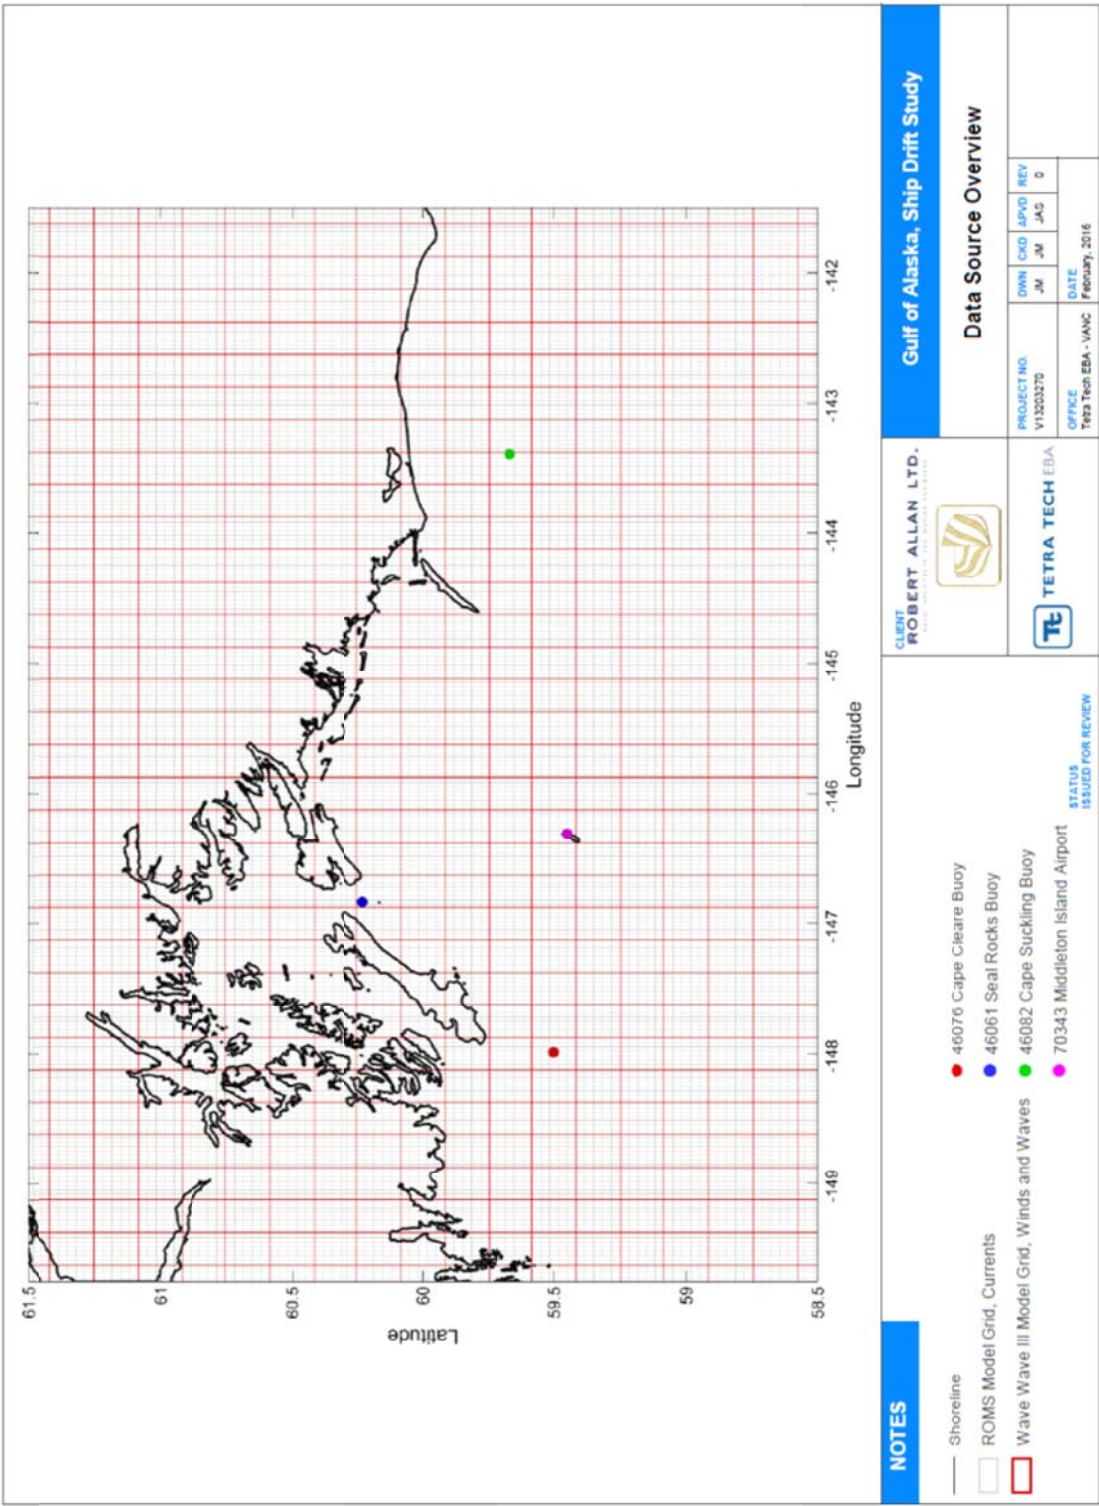 61.5
61
60.5
60
59.5
59
58.5
Latitude
-149
-148
-147
-146
-145
-144
-143
-142
Longitude
NOTES
Shoreline
ROMS Model Grid, Currents
Wave Wave III Model Grid, Winds and Waves
46076 Cape Cleare Buoy
46061 Seal Rocks Buoy
46082 Cape Suckling Buoy
70343 Middleton Island Airport
STATUS
ISSUED FOR REVIEW
CLIENT
ROBERT ALLAN LTD.
Tt TETRA TECH EBA
Gulf of Alaska, Ship Drift Study
Data Source Overview
PROJECT NO. DWN CKD APVD REV
V13203270 JM JM JAS 0
OFFICE DATE
Tetra Tech EBA - VANC February, 2016